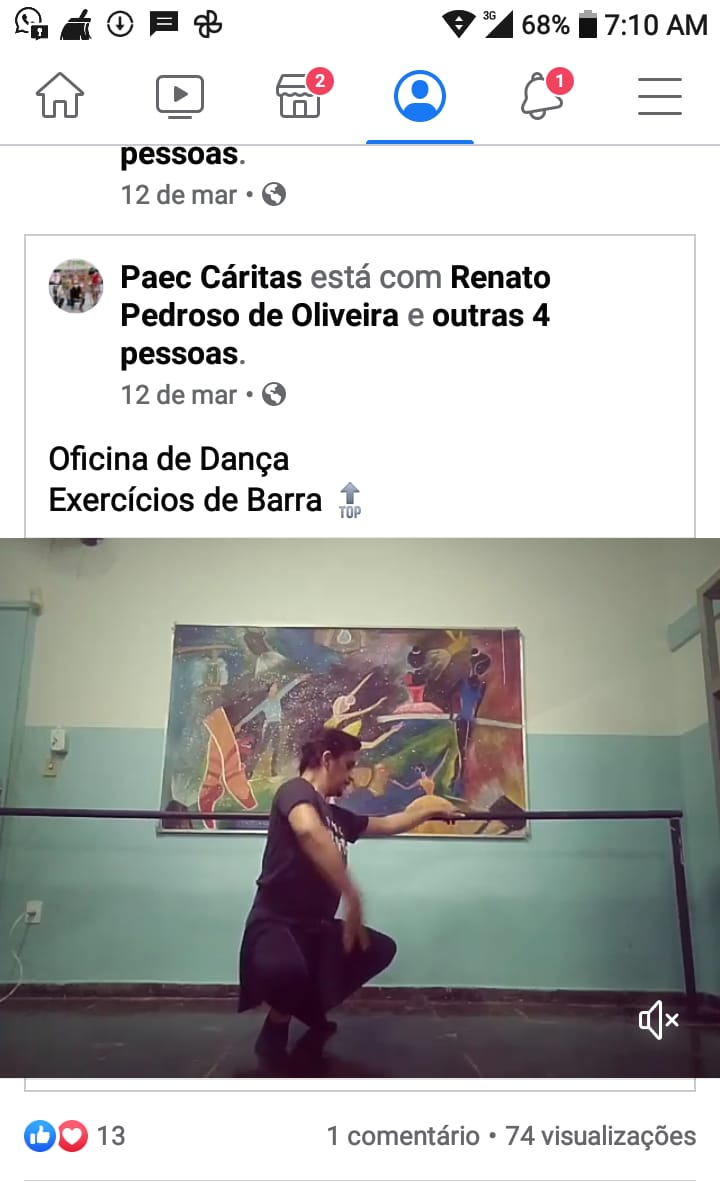 3G 68% 7:10 AM
2 1
pessoas.
12 de mar •
Paec Cáritas está com Renato
Pedroso de Oliveira e outras 4
pessoas.
12 de mar •
Oficina de Dança
Exercícios de Barra TOP
13 1 comentário • 74 visualizações